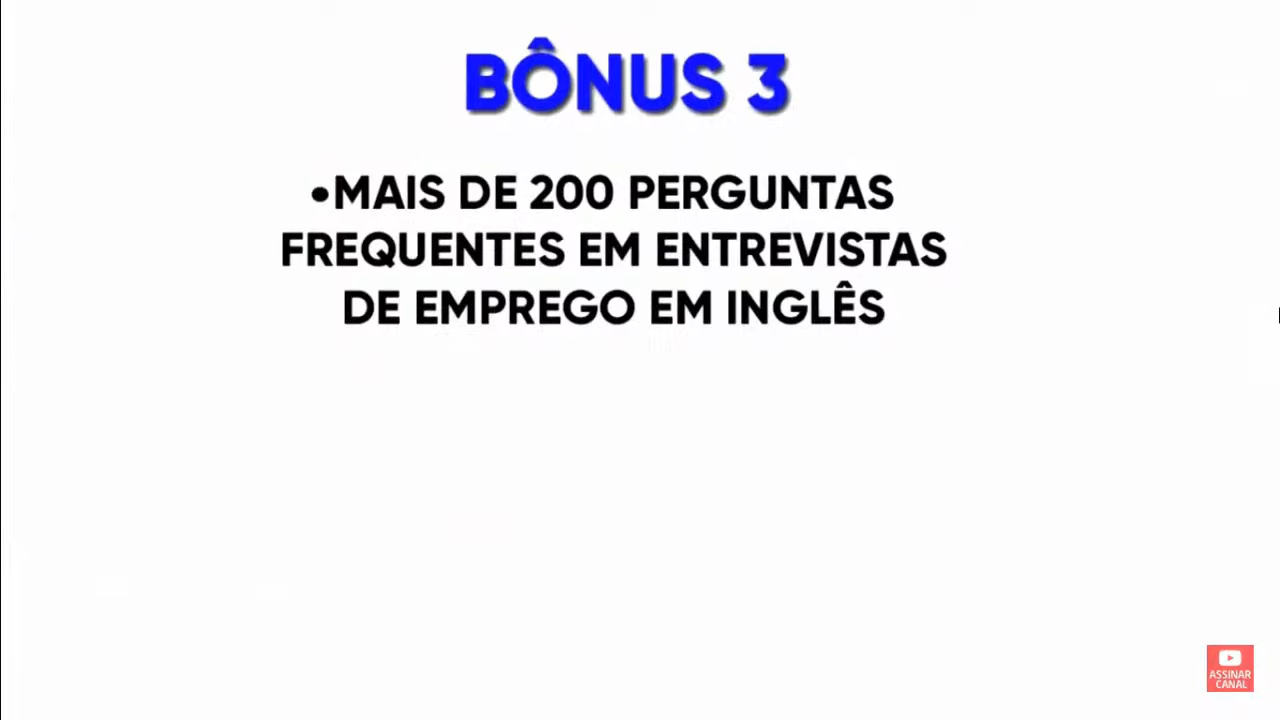 BÔNUS 3
•MAIS DE 200 PERGUNTAS
FREQUENTES EM ENTREVISTAS
DE EMPREGO EM INGLÊS
ASSINAR
CANAL